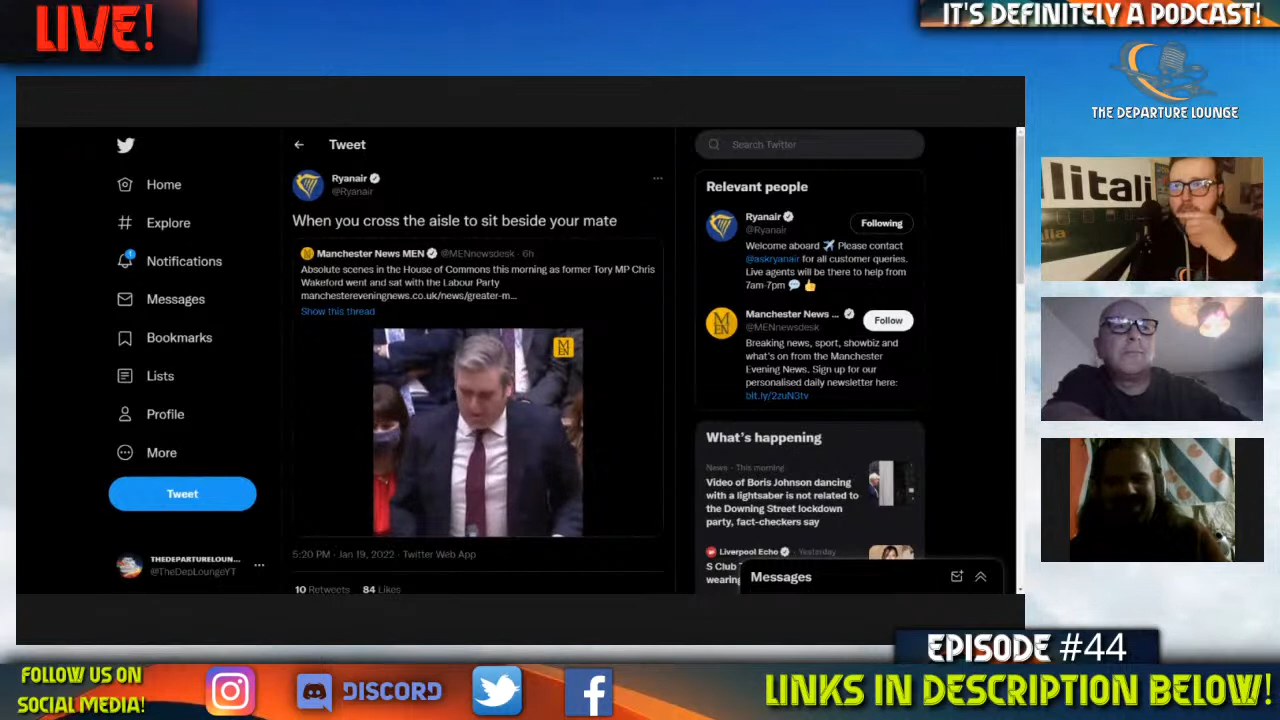 LIVE!
IT'S DEFINITELY A PODCAST!
THE DEPARTURE LOUNGE
Home
Explore
Notifications
Messages
Bookmarks
Lists
Profile
More
Tweet
THEDEPARTURELOUN...
@TheDepLoungeYT
Tweet
Ryanair
@Ryanair
When you cross the aisle to sit beside your mate
Manchester News MEN @MENnewsdesk · 6h
Absolute scenes in the House of Commons this morning as former Tory MP Chris
Wakeford went and sat with the Labour Party
manchestereveningnews.co.uk/news/greater-m...
Show this thread
MEN
5:20 PM · Jan 19, 2022 · Twitter Web App
10 Retweets 84 Likes
Search Twitter
Relevant people
Ryanair
@Ryanair
Following
Welcome aboard ✈️ Please contact
@askryanair for all customer queries.
Live agents will be there to help from
7am-7pm 💬 👍
Manchester News ...
@MENnewsdesk
Follow
Breaking news, sport, showbiz and
what's on from the Manchester
Evening News. Sign up for our
personalised daily newsletter here:
bit.ly/2zuN3tv
What's happening
News · This morning
Video of Boris Johnson dancing
with a lightsaber is not related to
the Downing Street lockdown
party, fact-checkers say
Liverpool Echo · Yesterday
S Club
wearing
Messages
litali
EPISODE #44
FOLLOW US ON
SOCIAL MEDIA!
DISCORD
LINKS IN DESCRIPTION BELOW!